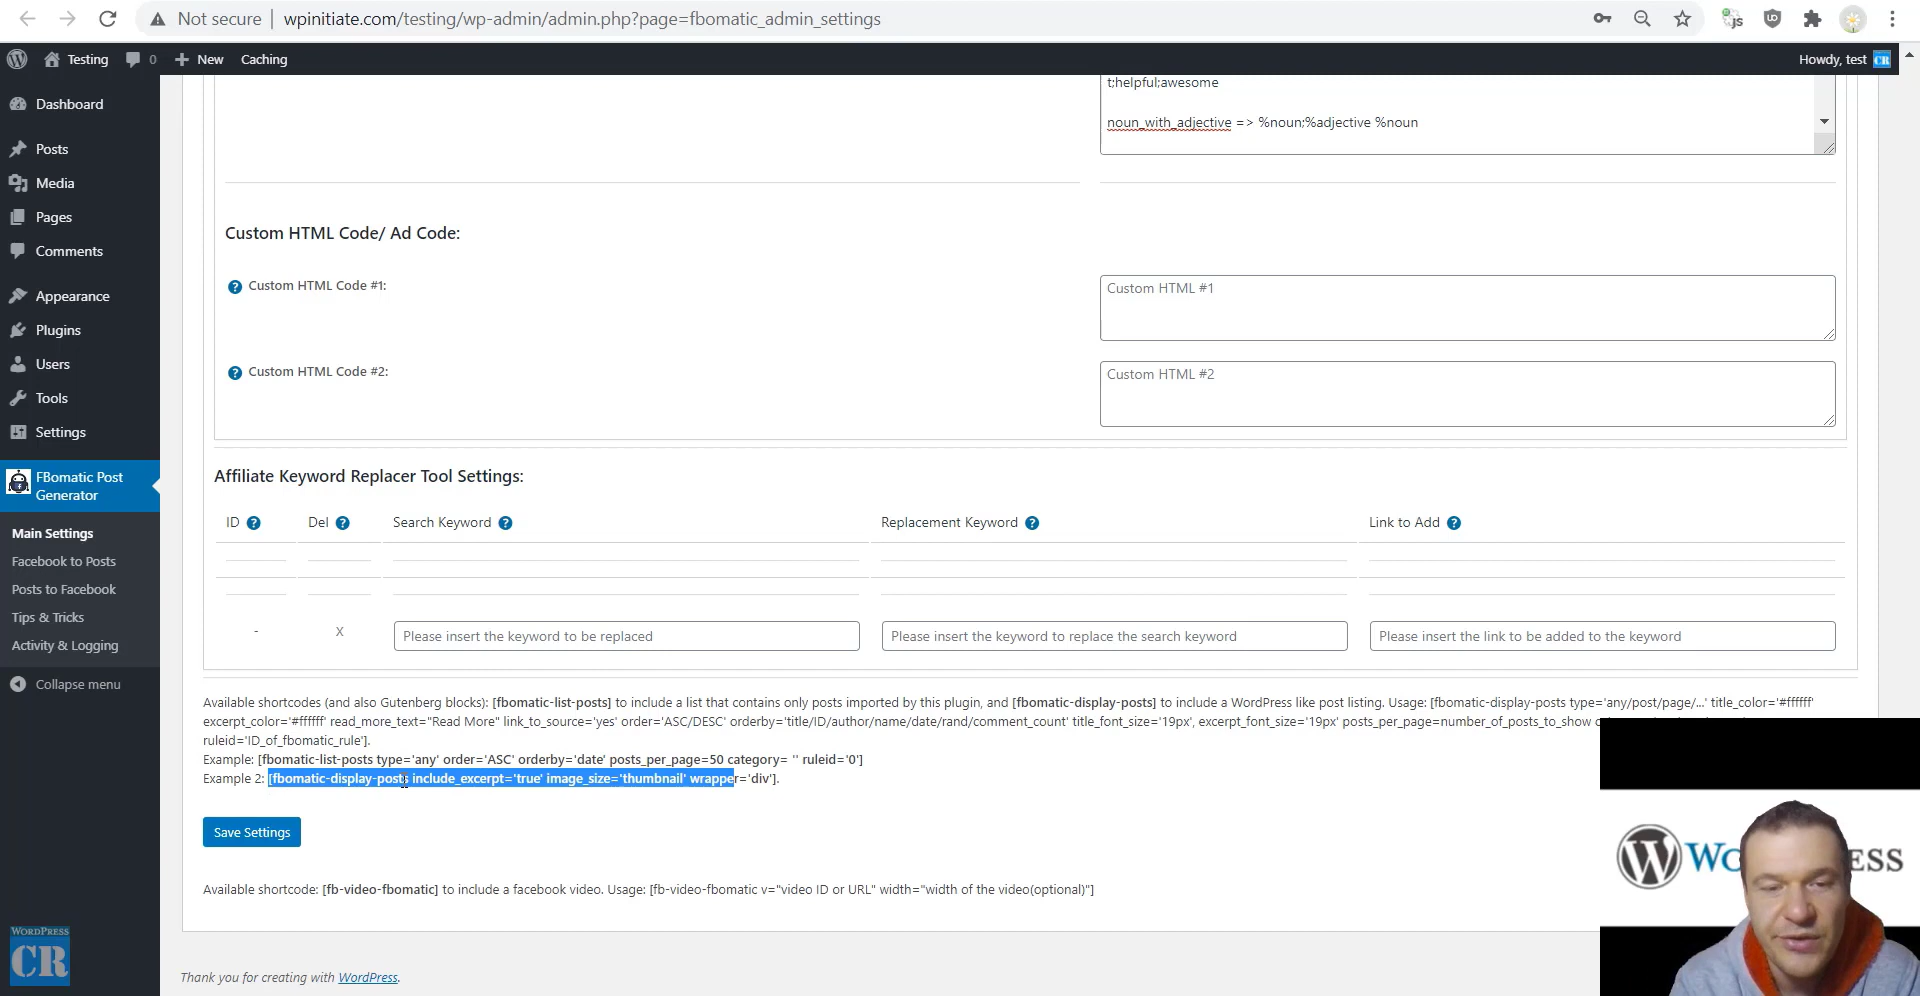 Not secure | wpinitiate.com/testing/wp-admin/admin.php?page=fbomatic_admin_settings
Testing 0 New Caching Howdy, test CR
Dashboard
Posts
Media
Pages
Comments
Appearance
Plugins
Users
Tools
Settings
FBomatic Post
Generator
Main Settings
Facebook to Posts
Posts to Facebook
Tips & Tricks
Activity & Logging
Collapse menu
t;helpful;awesome
noun_with_adjective => %noun;%adjective %noun
Custom HTML Code/ Ad Code:
Custom HTML Code #1:
Custom HTML #1
Custom HTML Code #2:
Custom HTML #2
Affiliate Keyword Replacer Tool Settings:
ID Del Search Keyword Replacement Keyword Link to Add
- X Please insert the keyword to be replaced Please insert the keyword to replace the search keyword Please insert the link to be added to the keyword
Available shortcodes (and also Gutenberg blocks): [fbomatic-list-posts] to include a list that contains only posts imported by this plugin, and [fbomatic-display-posts] to include a WordPress like post listing. Usage: [fbomatic-display-posts type='any/post/page/...' title_color='#ffffff'
excerpt_color='#ffffff' read_more_text="Read More" link_to_source='yes' order='ASC/DESC' orderby='title/ID/author/name/date/rand/comment_count' title_font_size='19px', excerpt_font_size='19px' posts_per_page=number_of_posts_to_show
ruleid='ID_of_fbomatic_rule'].
Example: [fbomatic-list-posts type='any' order='ASC' orderby='date' posts_per_page=50 category= '' ruleid='0']
Example 2: [fbomatic-display-posts include_excerpt='true' image_size='thumbnail' wrapper='div'].
Save Settings
Available shortcode: [fb-video-fbomatic] to include a facebook video. Usage: [fb-video-fbomatic v="video ID or URL" width="width of the video(optional)"]
WORDPRESS
CR
Thank you for creating with WordPress.